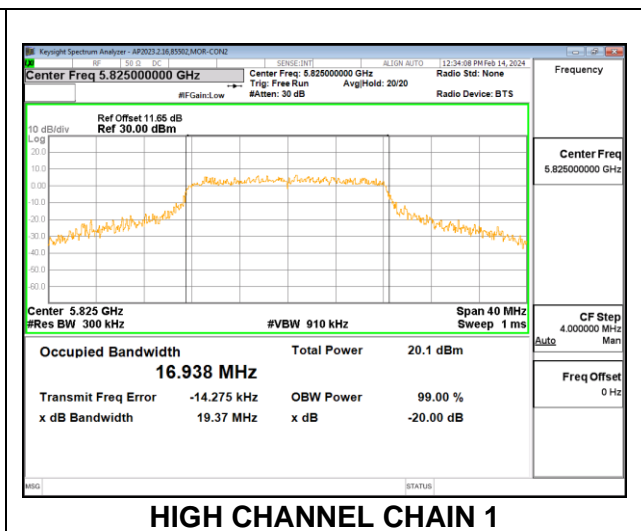 Keysight Spectrum Analyzer - AP2023.2.16,85502,MOR-CON2
RF 50 Ω DC SENSE:INT ALIGN AUTO 12:34:08 PM Feb 14, 2024
Center Freq 5.825000000 GHz
Center Freq: 5.825000000 GHz Radio Std: None
Trig: Free Run Avg|Hold: 20/20
#IFGain:Low #Atten: 30 dB Radio Device: BTS
Frequency
Ref Offset 11.65 dB
10 dB/div Ref 30.00 dBm
Log
20.0
10.0
0.00
-10.0
-20.0
-30.0
-40.0
-50.0
-60.0
Center Freq
5.825000000 GHz
Center 5.825 GHz Span 40 MHz
#Res BW 300 kHz #VBW 910 kHz Sweep 1 ms
CF Step
4.000000 MHz
Auto Man
Occupied Bandwidth Total Power 20.1 dBm
16.938 MHz
Transmit Freq Error -14.275 kHz OBW Power 99.00 %
x dB Bandwidth 19.37 MHz x dB -20.00 dB
Freq Offset
0 Hz
MSG STATUS
HIGH CHANNEL CHAIN 1